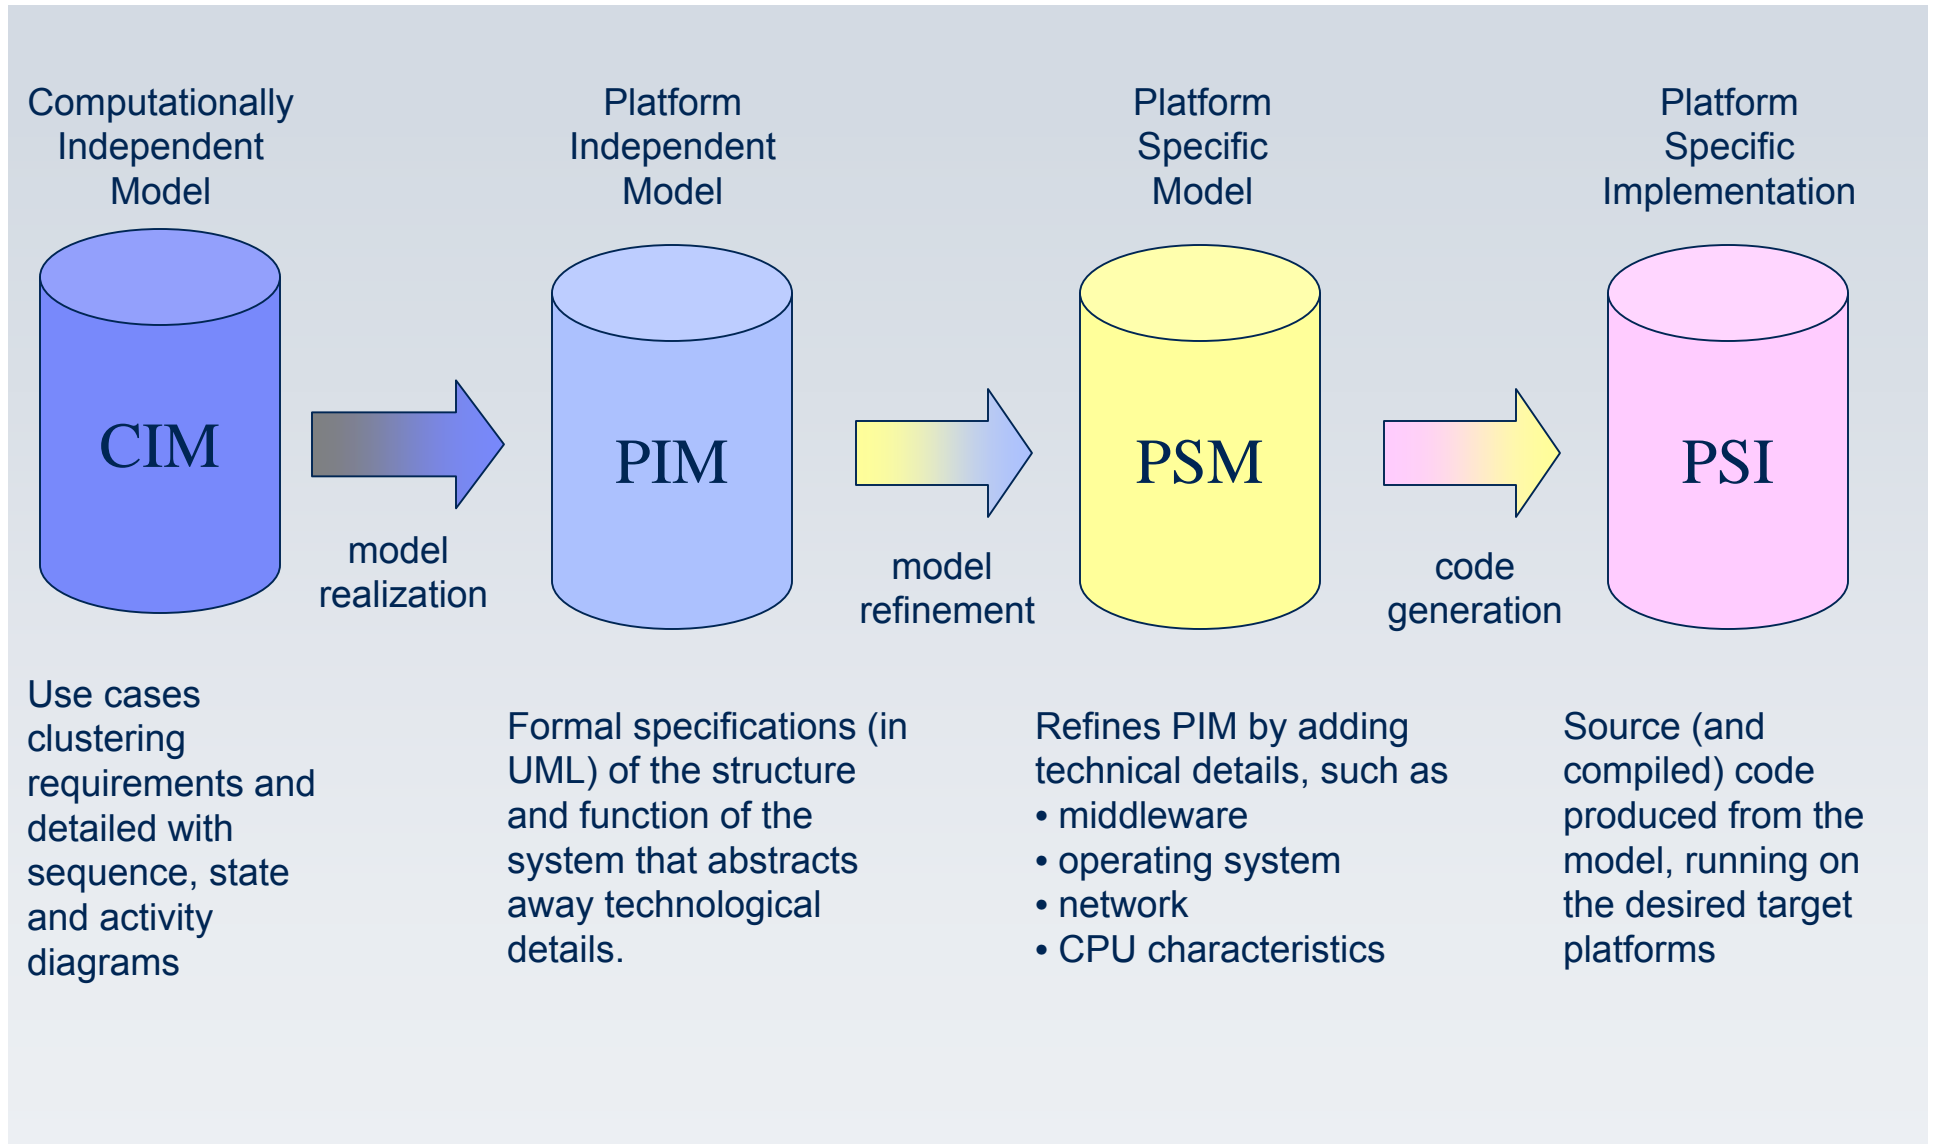 Computationally
Independent
Model
Platform
Independent
Model
Platform
Specific
Model
Platform
Specific
Implementation
CIM
PIM
PSM
PSI
model
realization
model
refinement
code
generation
Use cases
clustering
requirements and
detailed with
sequence, state
and activity
diagrams
Formal specifications (in
UML) of the structure
and function of the
system that abstracts
away technological
details.
Refines PIM by adding
technical details, such as
• middleware
• operating system
• network
• CPU characteristics
Source (and
compiled) code
produced from the
model, running on
the desired target
platforms